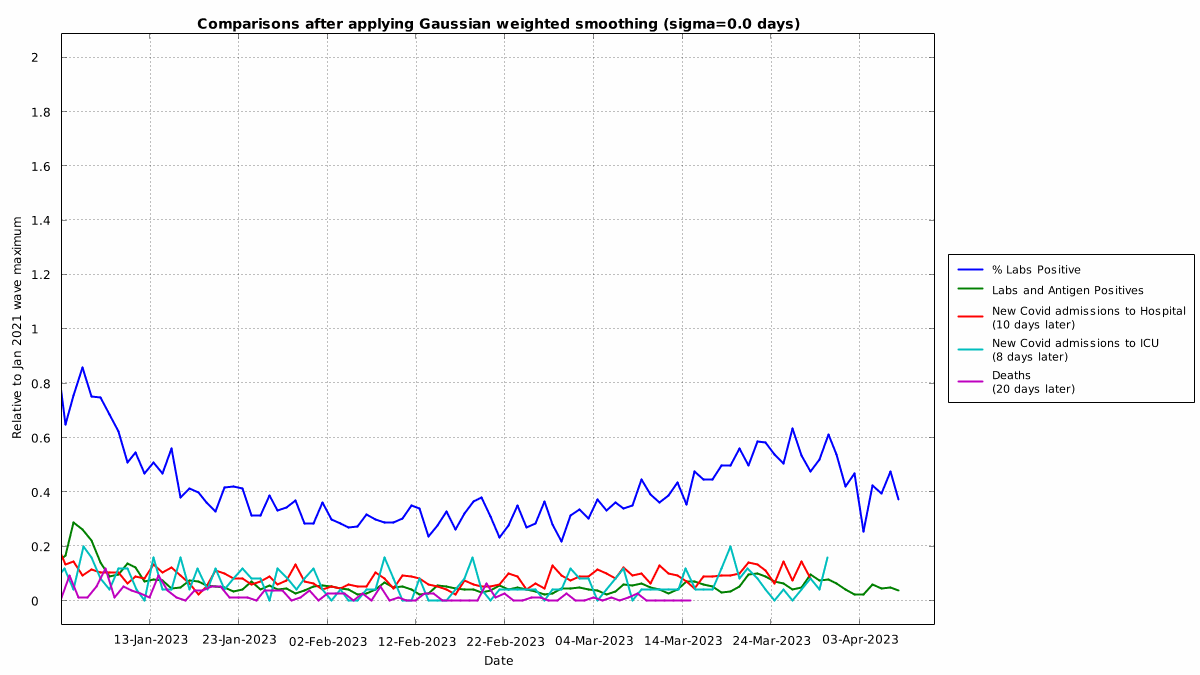 Comparisons after applying Gaussian weighted smoothing (sigma=0.0 days)
Relative to Jan 2021 wave maximum
2
1.8
1.6
1.4
1.2
1
0.8
0.6
0.4
0.2
0
13-Jan-2023
23-Jan-2023
02-Feb-2023
12-Feb-2023
22-Feb-2023
04-Mar-2023
14-Mar-2023
24-Mar-2023
03-Apr-2023
Date
% Labs Positive
Labs and Antigen Positives
New Covid admissions to Hospital
(10 days later)
New Covid admissions to ICU
(8 days later)
Deaths
(20 days later)